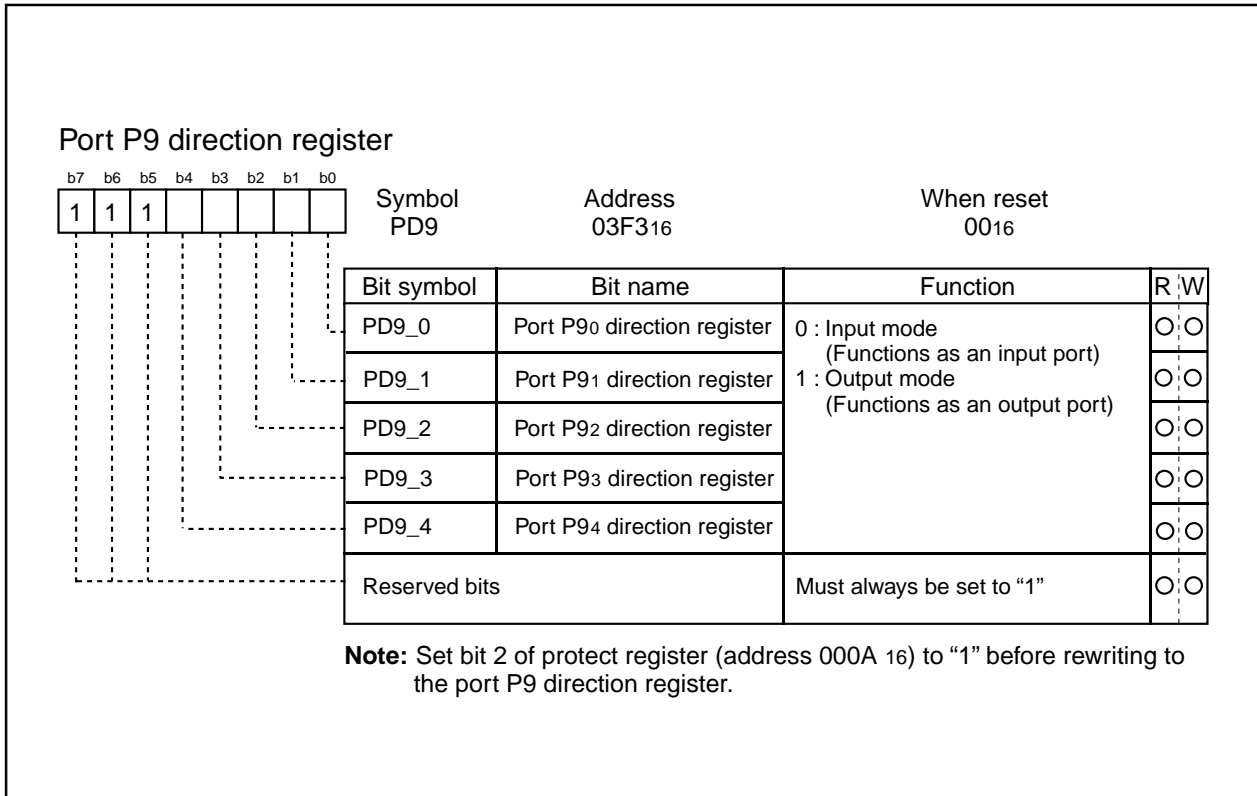 Port P9 direction register
b7 b6 b5 b4 b3 b2 b1 b0
1 1 1
Symbol Address When reset
PD9 03F316 0016
Bit symbol Bit name Function R W
PD9_0 Port P90 direction register 0 : Input mode
(Functions as an input port)
PD9_1 Port P91 direction register 1 : Output mode
(Functions as an output port)
PD9_2 Port P92 direction register
PD9_3 Port P93 direction register
PD9_4 Port P94 direction register
Reserved bits Must always be set to “1”
Note: Set bit 2 of protect register (address 000A 16) to “1” before rewriting to
the port P9 direction register.